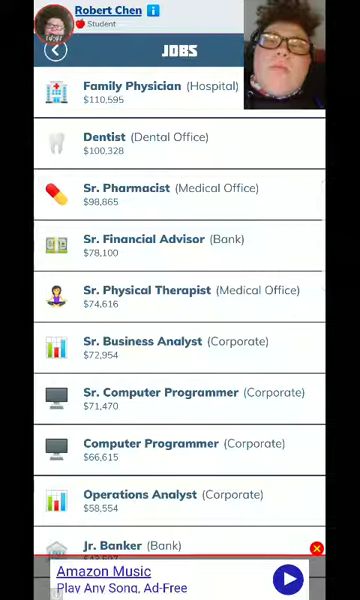 Robert Chen
Student
JOBS
Family Physician (Hospital)
$110,595
Dentist (Dental Office)
$100,328
Sr. Pharmacist (Medical Office)
$98,865
Sr. Financial Advisor (Bank)
$78,100
Sr. Physical Therapist (Medical Office)
$74,616
Sr. Business Analyst (Corporate)
$72,954
Sr. Computer Programmer (Corporate)
$71,470
Computer Programmer (Corporate)
$66,615
Operations Analyst (Corporate)
$58,554
Jr. Banker (Bank)
Amazon Music
Play Any Song, Ad-Free